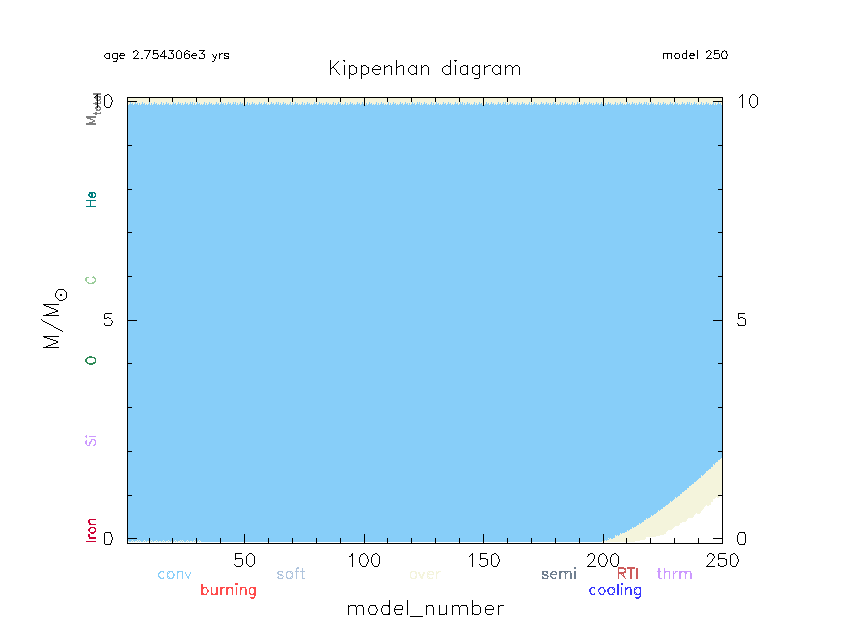 age 2.754306e3 yrs
model 250
Kippenhan diagram
M_total
10
10
He
C
M/M⊙
5
5
O
Si
Iron
0
0
50
100
150
200
250
conv
soft
over
semi
RTI
thrm
burning
cooling
model_number